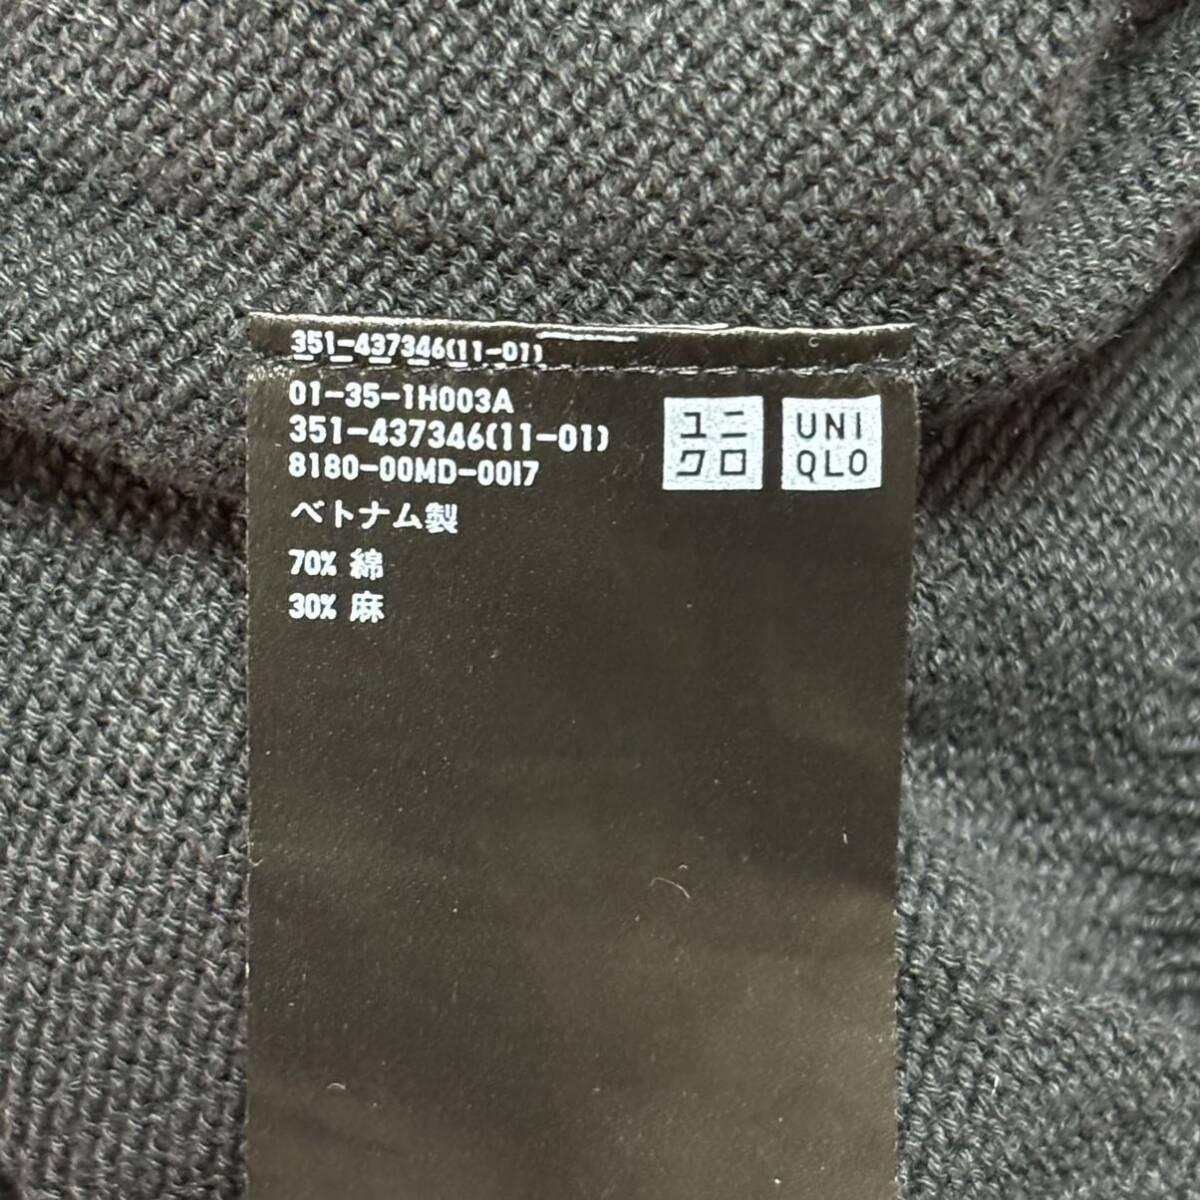 351-437346(11-01)
01-35-1H003A
351-437346(11-01)
8180-00MD-00I7
ベトナム製
70% 綿
30% 麻
ユニ
クロ
UNI
QLO